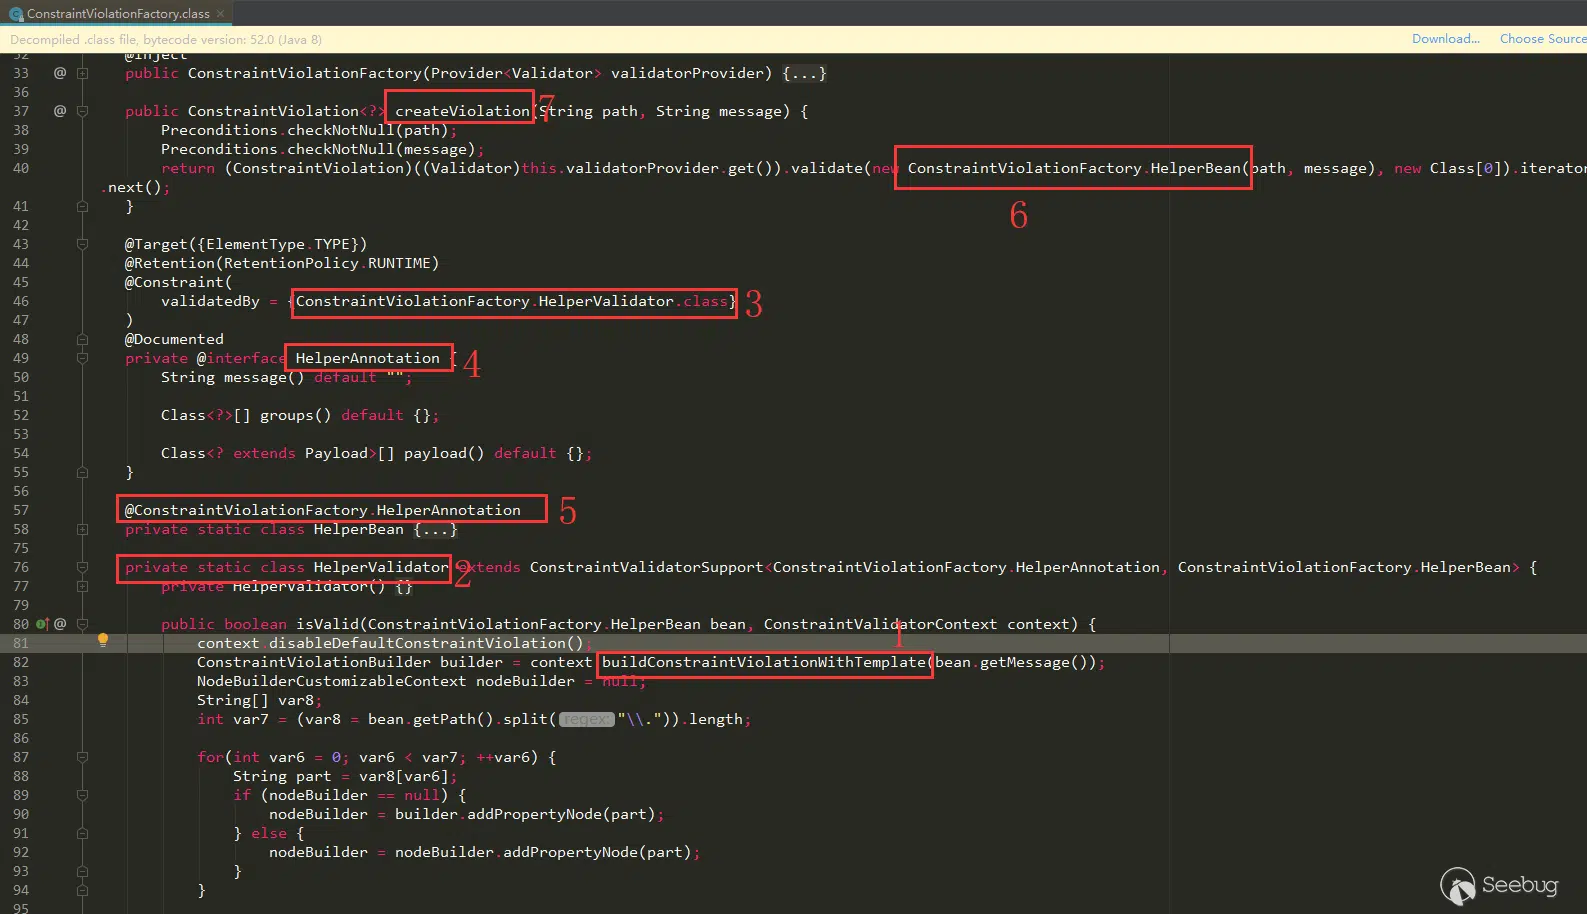 ConstraintViolationFactory.class ×
Decompiled .class file, bytecode version: 52.0 (Java 8) Download... Choose Source
32 @Inject
33 @ public ConstraintViolationFactory(Provider<Validator> validatorProvider) {...}
36
37 @ public ConstraintViolation<?> createViolation(String path, String message) { 7
38 Preconditions.checkNotNull(path);
39 Preconditions.checkNotNull(message);
40 return (ConstraintViolation)((Validator)this.validatorProvider.get()).validate(new ConstraintViolationFactory.HelperBean(path, message), new Class[0]).iterator
.next();
41 }
6
42
43 @Target({ElementType.TYPE})
44 @Retention(RetentionPolicy.RUNTIME)
45 @Constraint(
46 validatedBy = {ConstraintViolationFactory.HelperValidator.class} 3
47 )
48 @Documented
49 private @interface HelperAnnotation { 4
50 String message() default "";
51
52 Class<?>[] groups() default {};
53
54 Class<? extends Payload>[] payload() default {};
55 }
56
57 @ConstraintViolationFactory.HelperAnnotation 5
58 private static class HelperBean {...}
75
76 private static class HelperValidator extends ConstraintValidatorSupport<ConstraintViolationFactory.HelperAnnotation, ConstraintViolationFactory.HelperBean> { 2
77 private HelperValidator() {}
79
80 @ public boolean isValid(ConstraintViolationFactory.HelperBean bean, ConstraintValidatorContext context) {
81 context.disableDefaultConstraintViolation(); 1
82 ConstraintViolationBuilder builder = context.buildConstraintViolationWithTemplate(bean.getMessage());
83 NodeBuilderCustomizableContext nodeBuilder = null;
84 String[] var8;
85 int var7 = (var8 = bean.getPath().split( regex: "\\.")).length;
86
87 for(int var6 = 0; var6 < var7; ++var6) {
88 String part = var8[var6];
89 if (nodeBuilder == null) {
90 nodeBuilder = builder.addPropertyNode(part);
91 } else {
92 nodeBuilder = nodeBuilder.addPropertyNode(part);
93 }
94 }
95
Seebug